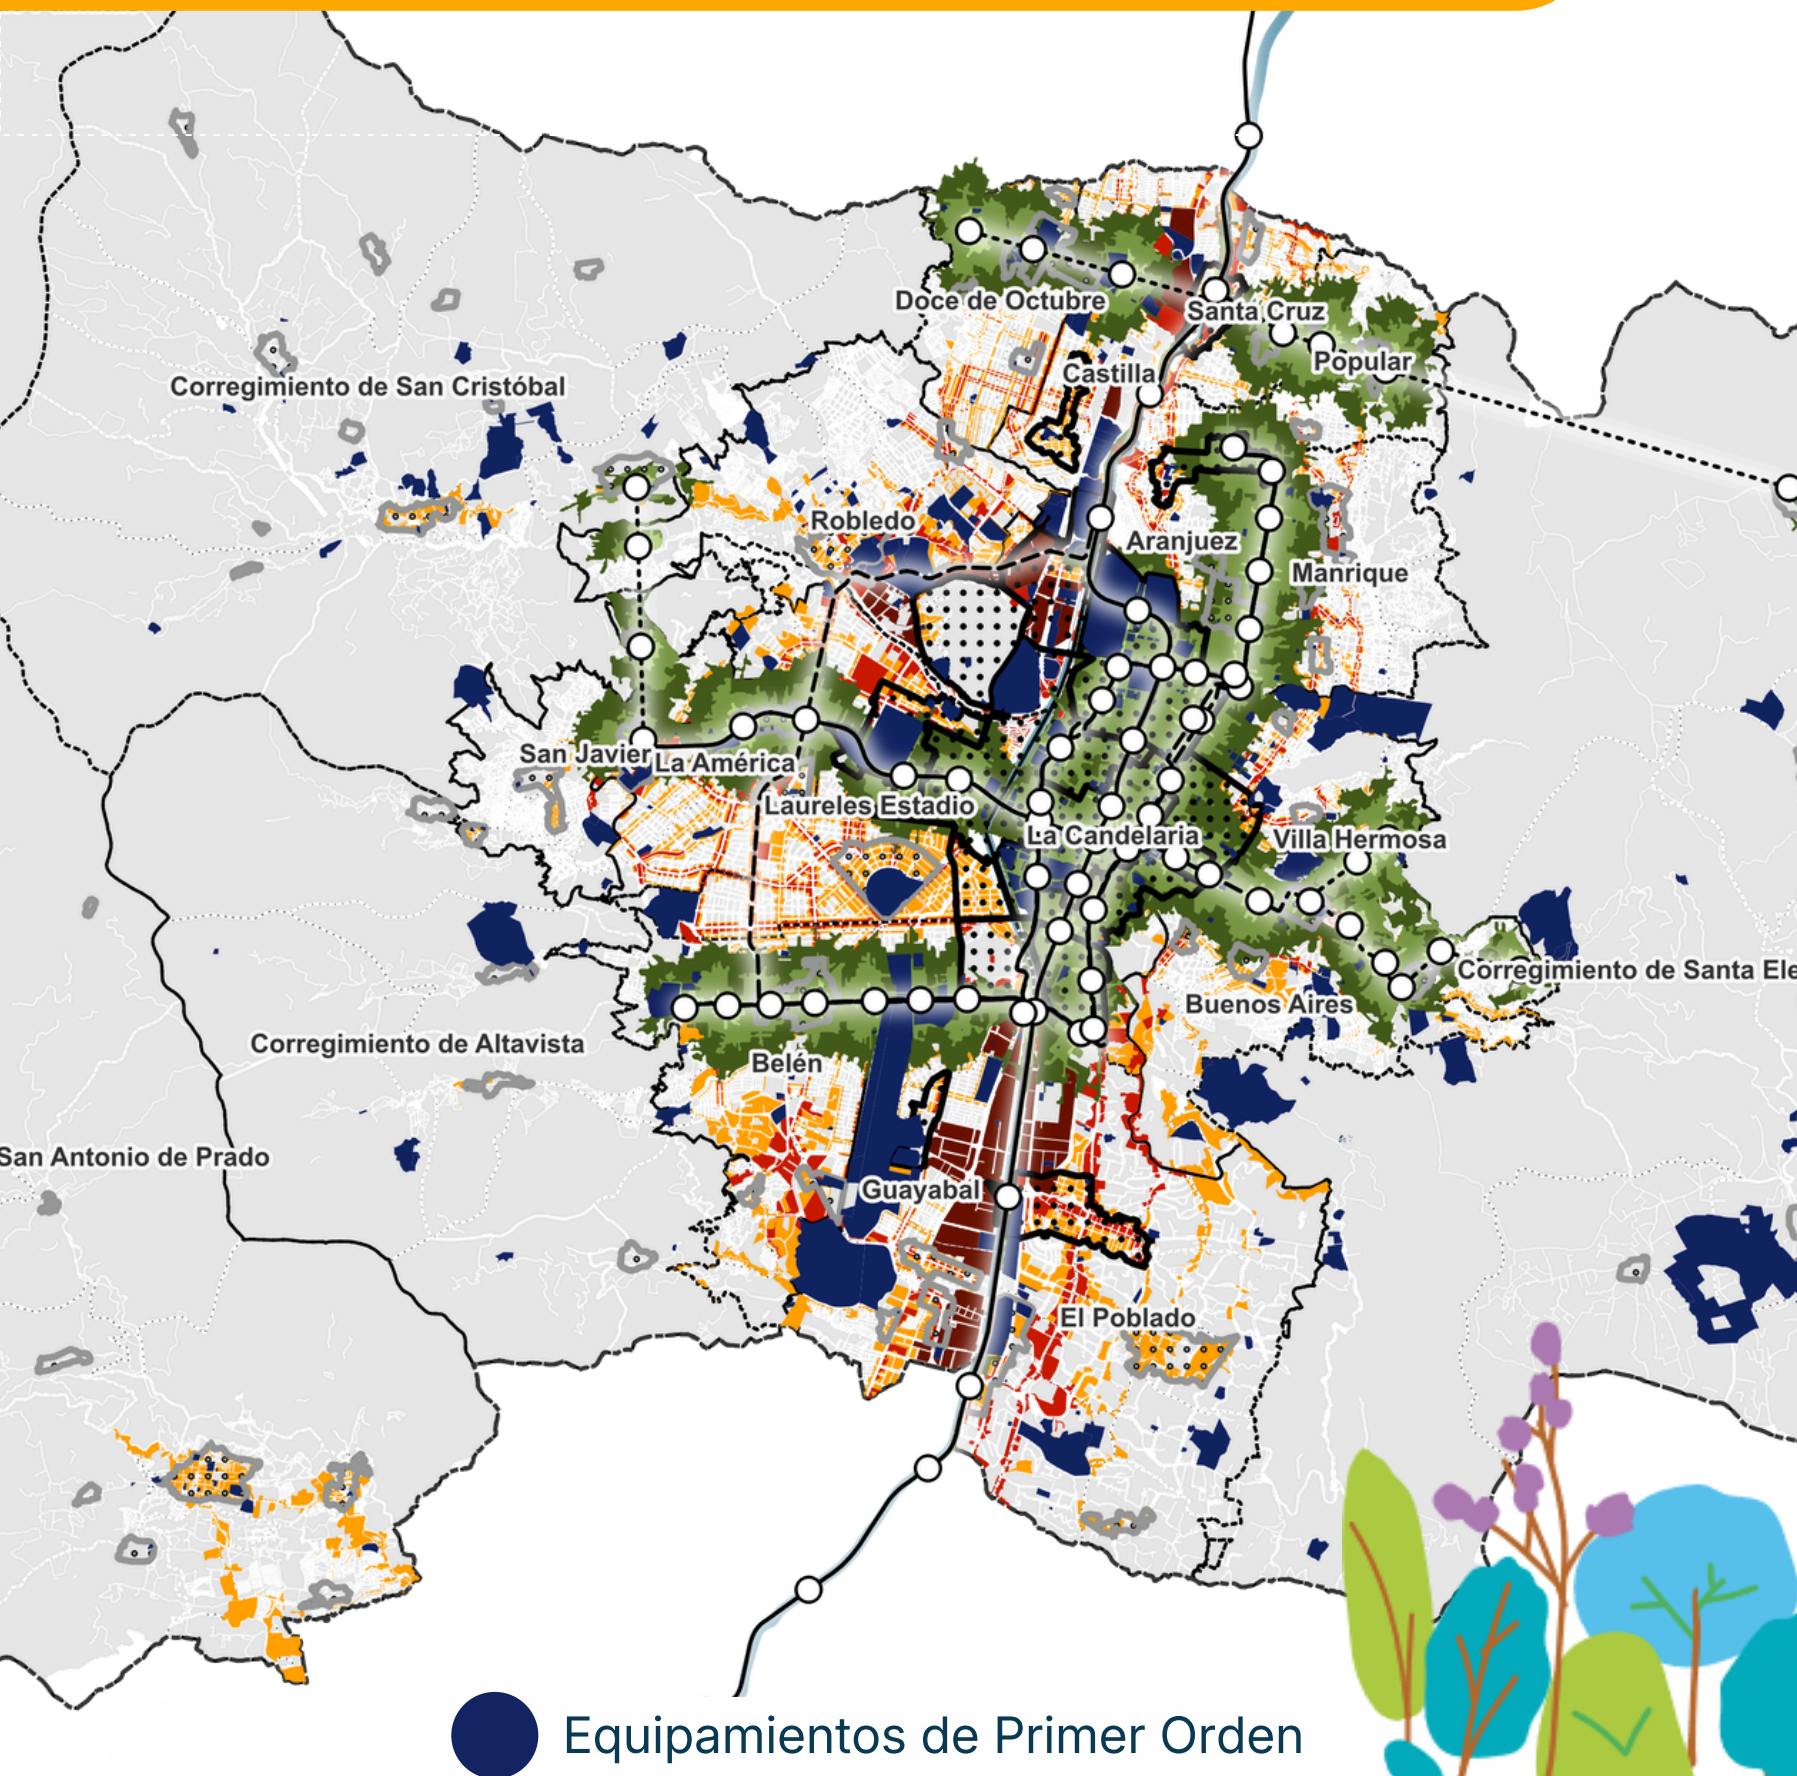 Doce de Octubre
Santa Cruz
Popular
Castilla
Corregimiento de San Cristóbal
Robledo
Aranjuez
Manrique
San Javier
La América
Laureles Estadio
La Candelaria
Villa Hermosa
Corregimiento de Santa Ele
Buenos Aires
Corregimiento de Altavista
Belén
San Antonio de Prado
Guayabal
El Poblado
Equipamientos de Primer Orden